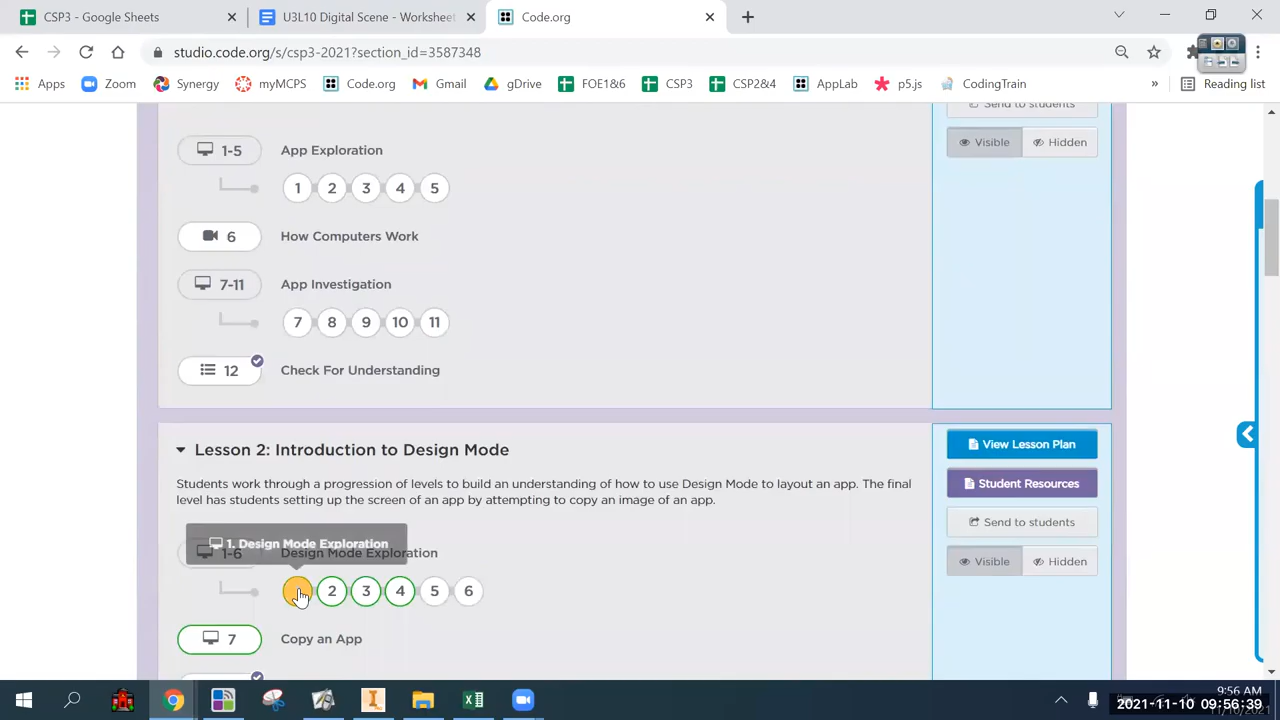 CSP3 - Google Sheets
U3L10 Digital Scene - Worksheet
Code.org
studio.code.org/s/csp3-2021?section_id=3587348
Apps
Zoom
Synergy
myMCPS
Code.org
Gmail
gDrive
FOE1&6
CSP3
CSP2&4
AppLab
p5.js
CodingTrain
»
Reading list
Send to students
1-5
App Exploration
Visible
Hidden
1
2
3
4
5
6
How Computers Work
7-11
App Investigation
7
8
9
10
11
12
Check For Understanding
Lesson 2: Introduction to Design Mode
View Lesson Plan
Students work through a progression of levels to build an understanding of how to use Design Mode to layout an app. The final
level has students setting up the screen of an app by attempting to copy an image of an app.
Student Resources
Send to students
1. Design Mode Exploration
1-6
Design Mode Exploration
Visible
Hidden
2
3
4
5
6
7
Copy an App
9:56 AM
2021-11-10 09:56:39